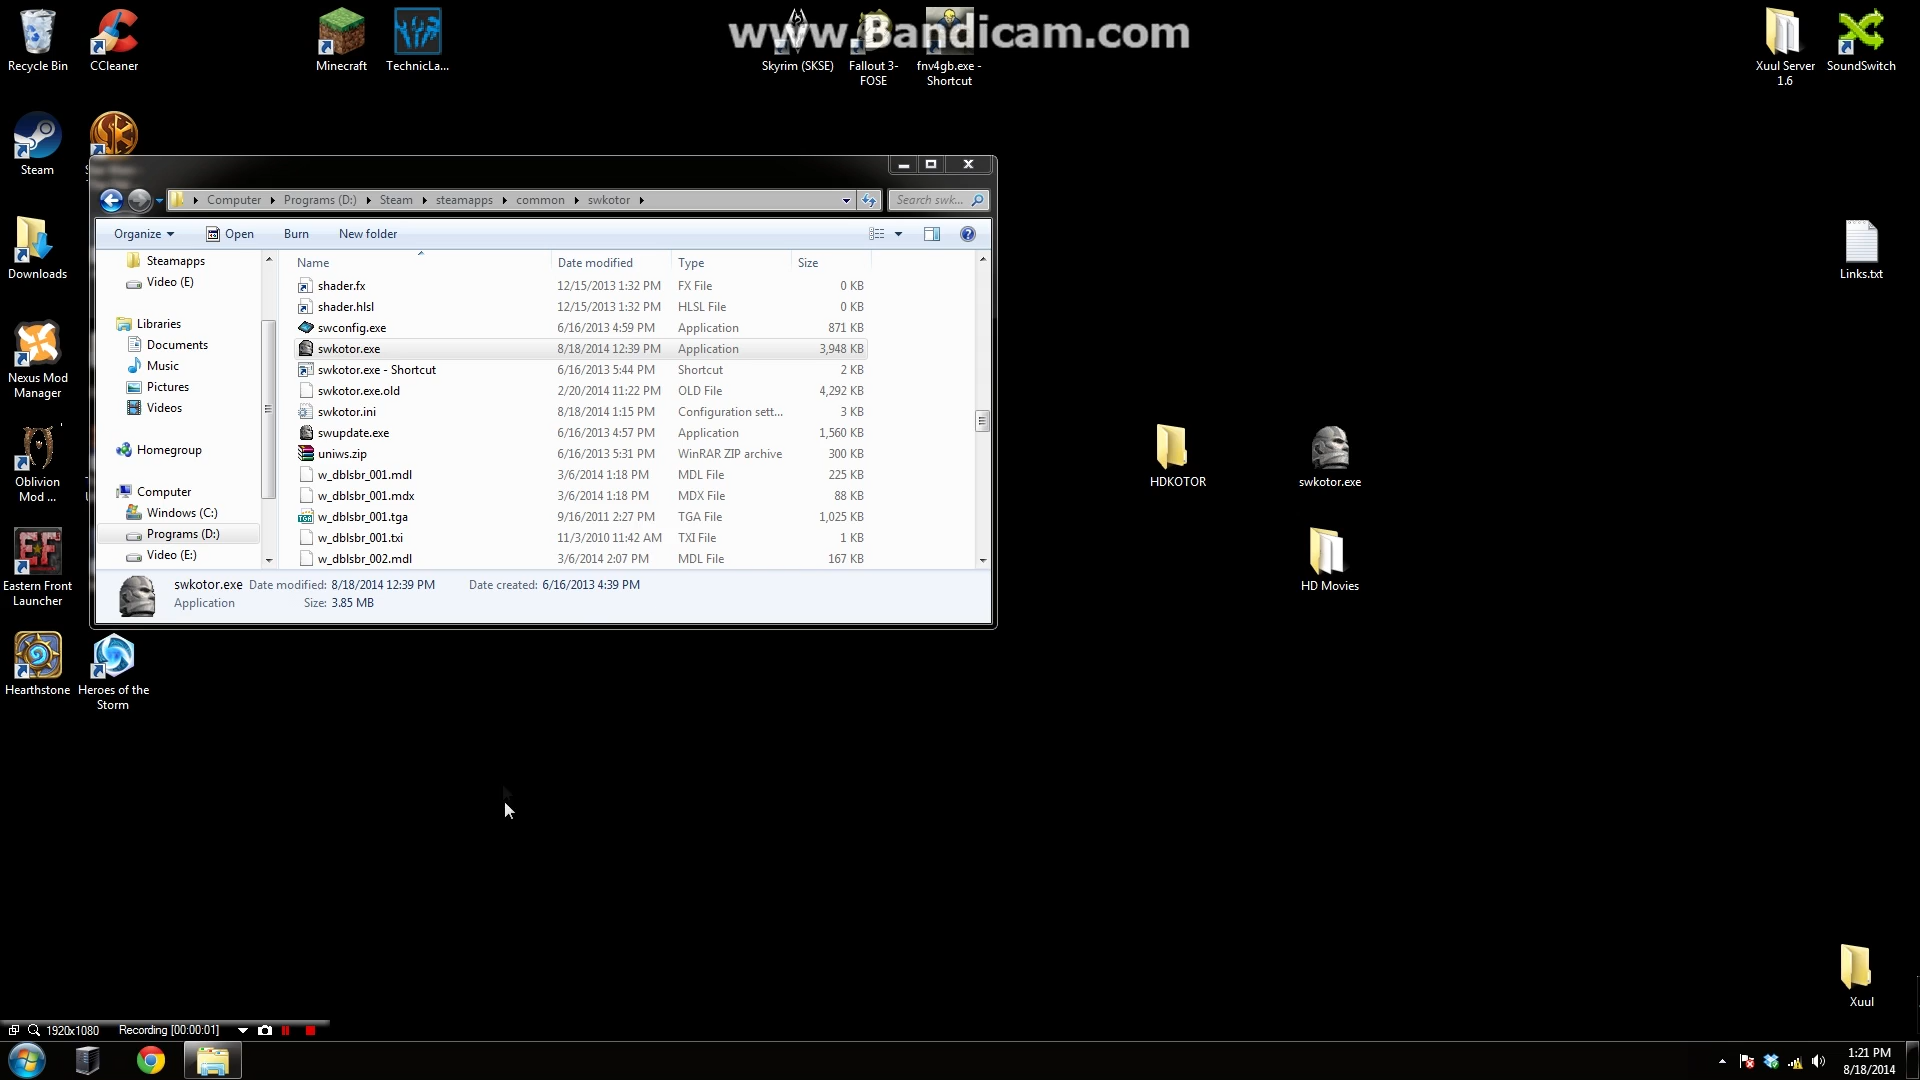 www.Bandicam.com
Recycle Bin
CCleaner
Minecraft
TechnicLa...
Skyrim (SKSE)
Fallout 3-
FOSE
fnv4gb.exe -
Shortcut
Xuul Server
1.6
SoundSwitch
Steam
Downloads
Nexus Mod
Manager
Oblivion
Mod ...
Eastern Front
Launcher
Hearthstone
Heroes of the
Storm
Computer Programs (D:) Steam steamapps common swkotor
Search swk...
Organize Open Burn New folder
Steamapps
Video (E)
Libraries
Documents
Music
Pictures
Videos
Homegroup
Computer
Windows (C:)
Programs (D:)
Video (E:)
Name Date modified Type Size
shader.fx 12/15/2013 1:32 PM FX File 0 KB
shader.hlsl 12/15/2013 1:32 PM HLSL File 0 KB
swconfig.exe 6/16/2013 4:59 PM Application 871 KB
swkotor.exe 8/18/2014 12:39 PM Application 3,948 KB
swkotor.exe - Shortcut 6/16/2013 5:44 PM Shortcut 2 KB
swkotor.exe.old 2/20/2014 11:22 PM OLD File 4,292 KB
swkotor.ini 8/18/2014 1:15 PM Configuration sett... 3 KB
swupdate.exe 6/16/2013 4:57 PM Application 1,560 KB
uniws.zip 6/16/2013 5:31 PM WinRAR ZIP archive 300 KB
w_dblsbr_001.mdl 3/6/2014 1:18 PM MDL File 225 KB
w_dblsbr_001.mdx 3/6/2014 1:18 PM MDX File 88 KB
w_dblsbr_001.tga 9/16/2011 2:27 PM TGA File 1,025 KB
w_dblsbr_001.txi 11/3/2010 11:42 AM TXI File 1 KB
w_dblsbr_002.mdl 3/6/2014 2:07 PM MDL File 167 KB
swkotor.exe Date modified: 8/18/2014 12:39 PM Date created: 6/16/2013 4:39 PM
Application Size: 3.85 MB
Links.txt
HDKOTOR
swkotor.exe
HD Movies
Xuul
1920x1080 Recording [00:00:01]
1:21 PM
8/18/2014